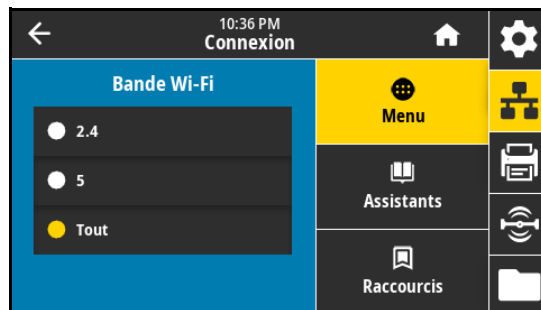 10:36 PM
Connexion
Bande Wi-Fi
2.4
5
Tout
Menu
Assistants
Raccourcis